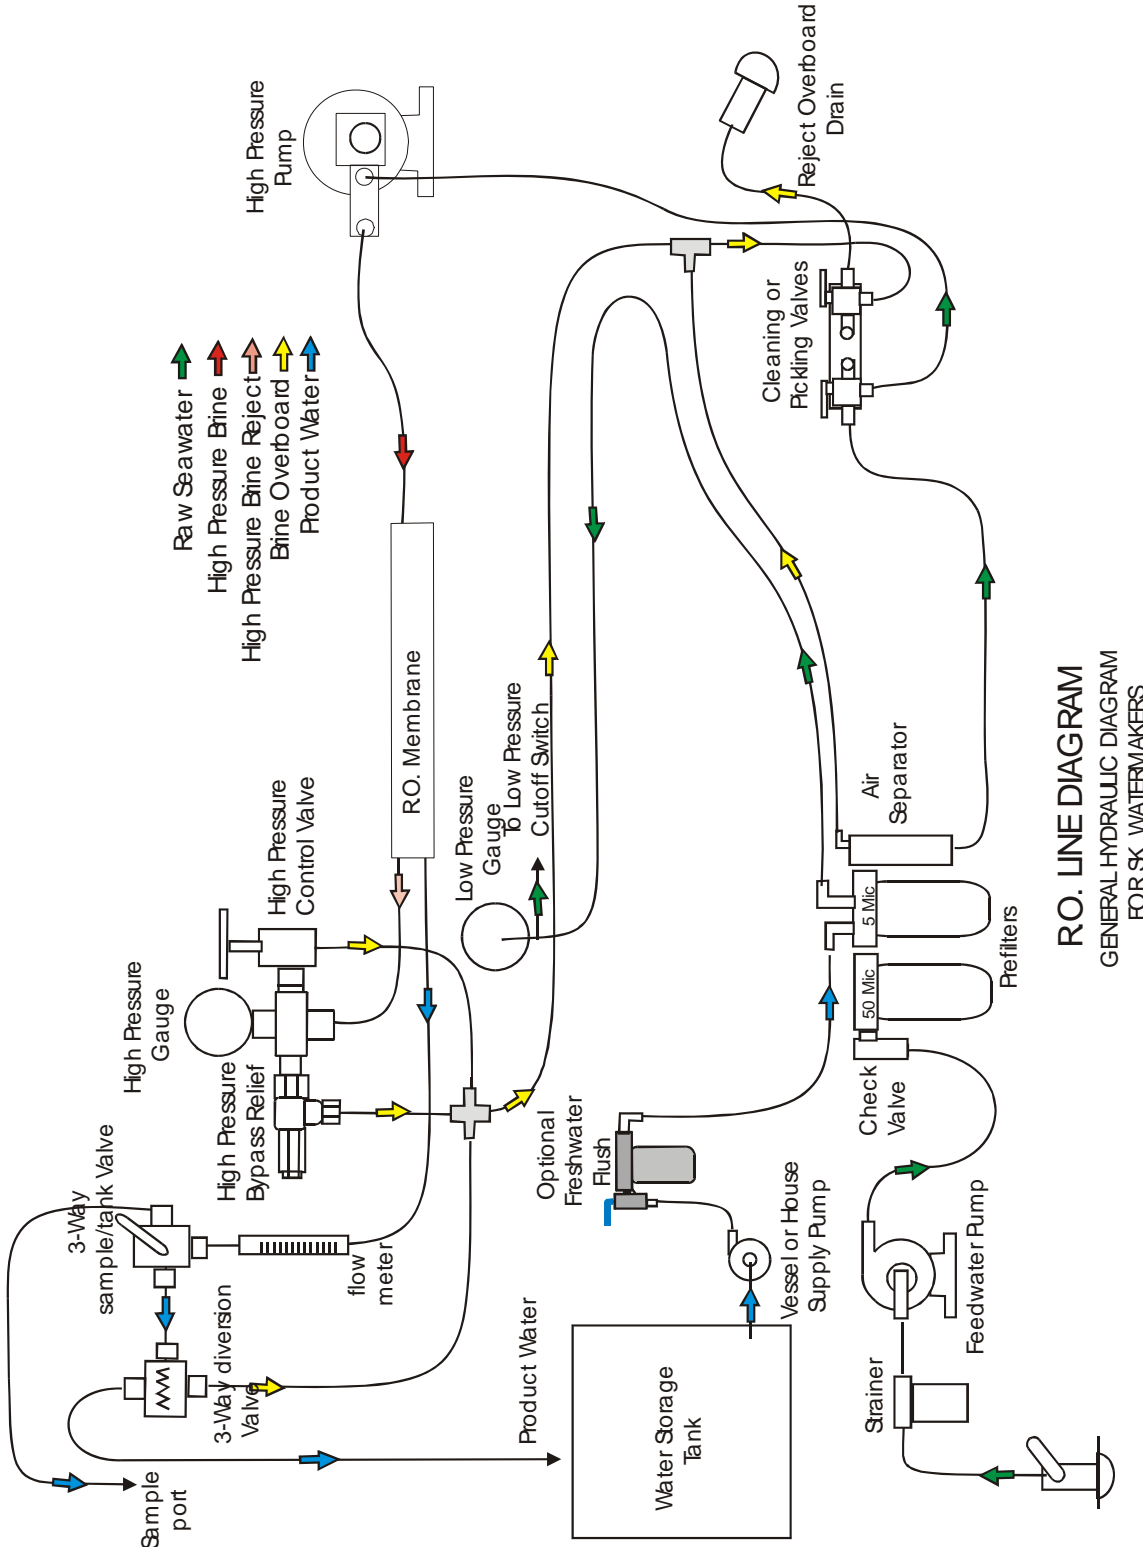 High Pressure
Pump
Raw Seawater
High Pressure Brine
High Pressure Brine Reject
Brine Overboard
Product Water
Reject Overboard
Drain
Cleaning or
Pickling Valves
R.O. Membrane
High Pressure
Control Valve
High Pressure
Gauge
High Pressure
Bypass Relief
Low Pressure
Gauge
To Low Pressure
Cutoff Switch
3-Way
sample/tank Valve
flow
meter
3-Way diversion
Valve
Sample
port
Product Water
Optional
Freshwater
Flush
Vessel or House
Supply Pump
Water Storage
Tank
Air
Separator
5 Mic
50 Mic
Prefilters
Check
Valve
Feedwater Pump
Strainer
R.O. LINE DIAGRAM
GENERAL HYDRAULIC DIAGRAM
FOR SK WATERMAKERS